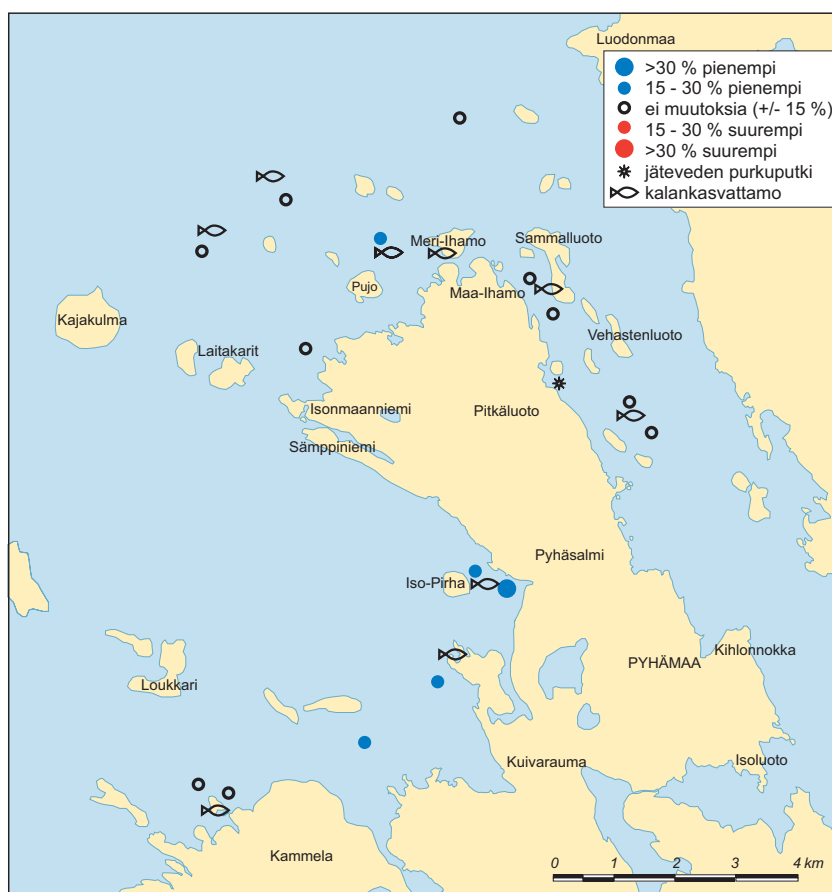 Luodonmaa
>30 % pienempi
15 - 30 % pienempi
ei muutoksia (+/- 15 %)
15 - 30 % suurempi
>30 % suurempi
jäteveden purkuputki
kalankasvattamo
Meri-Ihamo
Sammalluoto
Pujo
Maa-Ihamo
Kajakulma
Vehastenluoto
Laitakarit
Isonmaanniemi
Pitkäluoto
Sämppiniemi
Pyhäsalmi
Iso-Pirha
Kihlonnokka
PYHÄMAA
Loukkari
Kuivarauma
Isoluoto
Kammela
0 1 2 3 4 km